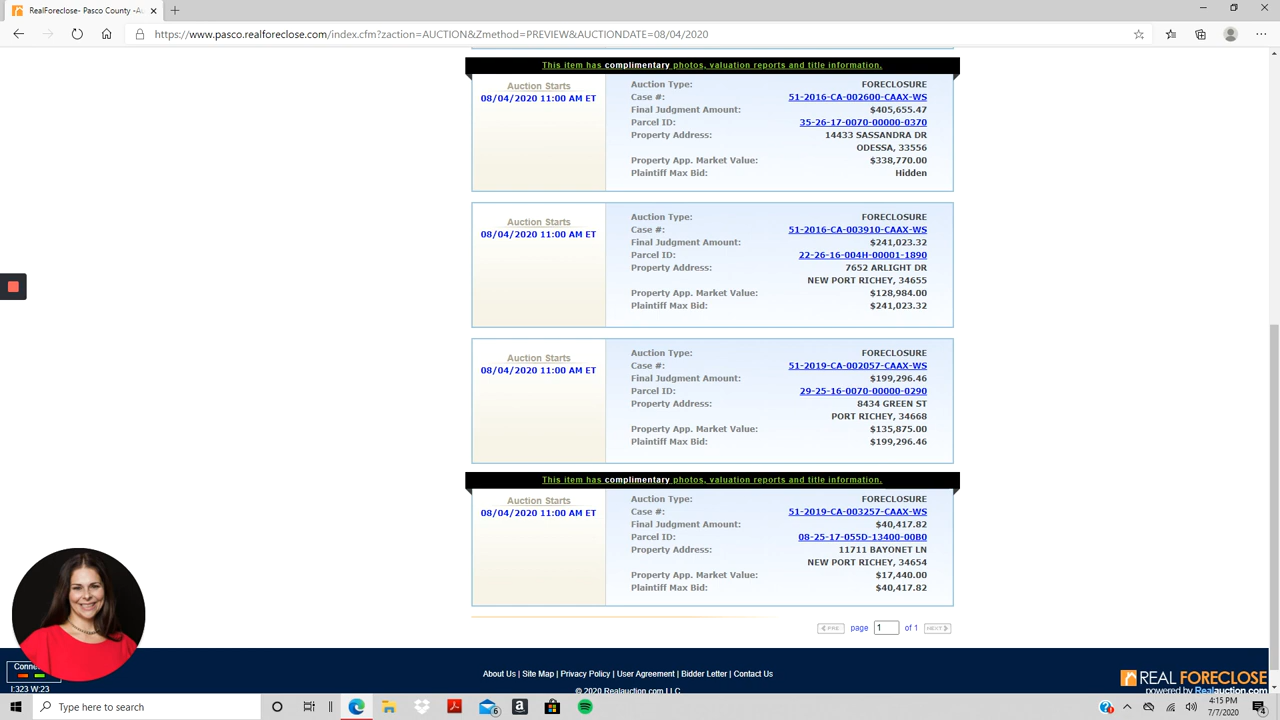 RealForeclose- Pasco County -Au
https://www.pasco.realforeclose.com/index.cfm?zaction=AUCTION&Zmethod=PREVIEW&AUCTIONDATE=08/04/2020
This item has complimentary photos, valuation reports and title information.
Auction Starts
08/04/2020 11:00 AM ET
Auction Type: FORECLOSURE
Case #: 51-2016-CA-002600-CAAX-WS
Final Judgment Amount: $405,655.47
Parcel ID: 35-26-17-0070-00000-0370
Property Address: 14433 SASSANDRA DR
ODESSA, 33556
Property App. Market Value: $338,770.00
Plaintiff Max Bid: Hidden
Auction Starts
08/04/2020 11:00 AM ET
Auction Type: FORECLOSURE
Case #: 51-2016-CA-003910-CAAX-WS
Final Judgment Amount: $241,023.32
Parcel ID: 22-26-16-004H-00001-1890
Property Address: 7652 ARLIGHT DR
NEW PORT RICHEY, 34655
Property App. Market Value: $128,984.00
Plaintiff Max Bid: $241,023.32
Auction Starts
08/04/2020 11:00 AM ET
Auction Type: FORECLOSURE
Case #: 51-2019-CA-002057-CAAX-WS
Final Judgment Amount: $199,296.46
Parcel ID: 29-25-16-0070-00000-0290
Property Address: 8434 GREEN ST
PORT RICHEY, 34668
Property App. Market Value: $135,875.00
Plaintiff Max Bid: $199,296.46
This item has complimentary photos, valuation reports and title information.
Auction Starts
08/04/2020 11:00 AM ET
Auction Type: FORECLOSURE
Case #: 51-2019-CA-003257-CAAX-WS
Final Judgment Amount: $40,417.82
Parcel ID: 08-25-17-055D-13400-00B0
Property Address: 11711 BAYONET LN
NEW PORT RICHEY, 34654
Property App. Market Value: $17,440.00
Plaintiff Max Bid: $40,417.82
PRE page 1 of 1 NEXT
About Us | Site Map | Privacy Policy | User Agreement | Bidder Letter | Contact Us
© 2020 Realauction.com LLC
Conne
I:323 W:23
REAL FORECLOSE
powered by Realauction.com
Type here to search
6
a
4:15 PM
7/7/2020
4